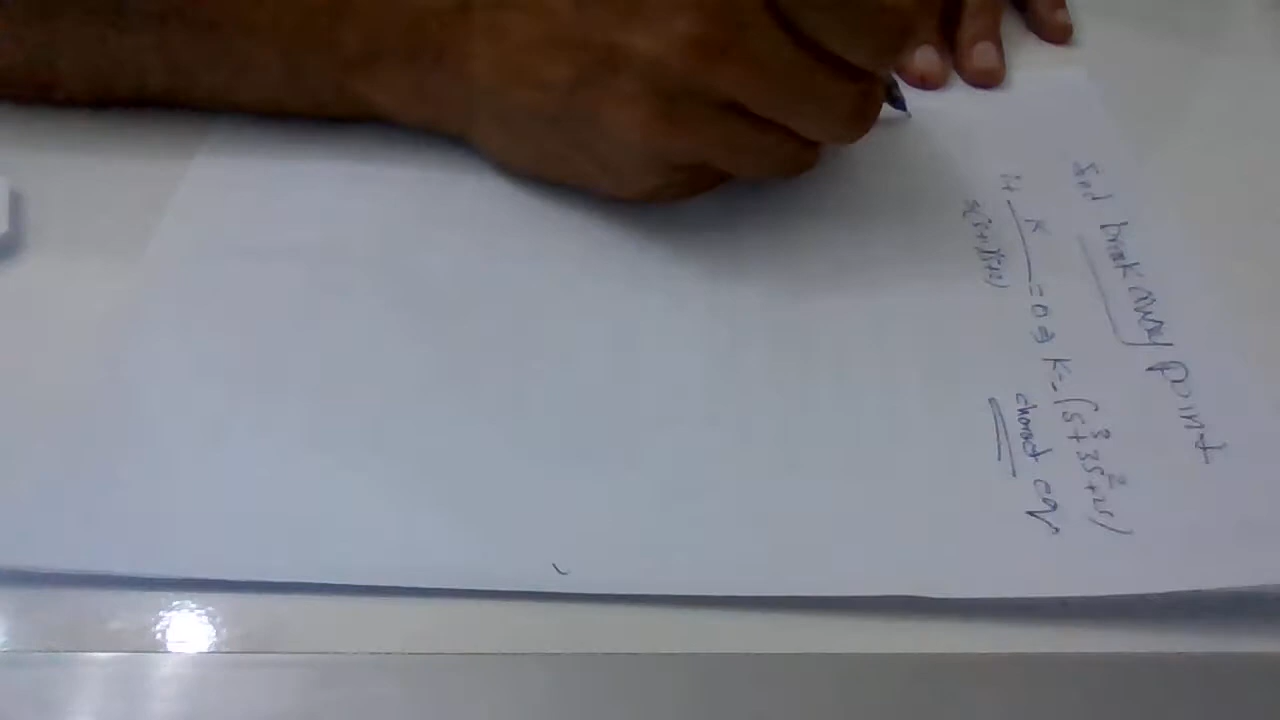 find break away point
1+ K/s(s+1)(s+2) = 0 ⇒ K = -(s³+3s²+2s)
charact eqn